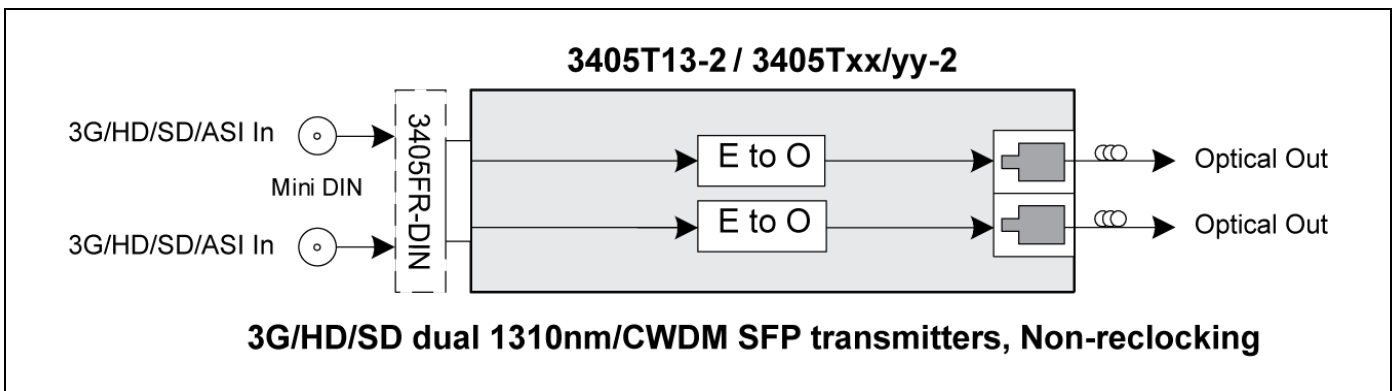 3405T13-2 / 3405Txx/yy-2
3G/HD/SD/ASI In
Mini DIN
3G/HD/SD/ASI In
3405FR-DIN
E to O
E to O
Optical Out
Optical Out
3G/HD/SD dual 1310nm/CWDM SFP transmitters, Non-reclocking